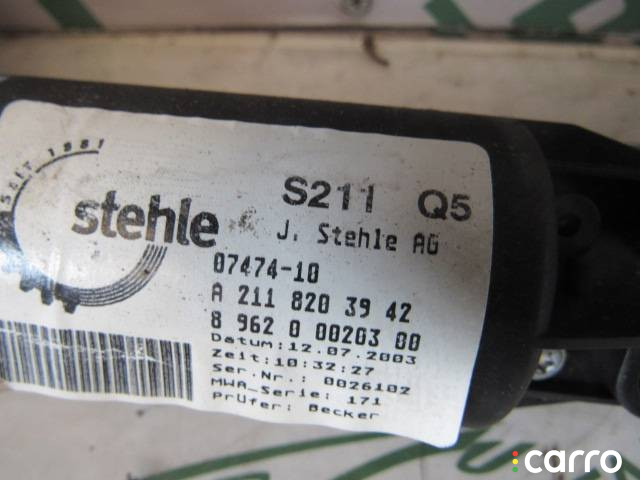 SEIT 1881
stehle
S211 Q5
J. Stehle AG
07474-10
A 211 820 39 42
8 962 0 00203 00
Datum:12.07.2003
Zeit:10:32:27
Ser.Nr.: 0026102
MWA-Serie: 171
Prüfer: Becker
carro